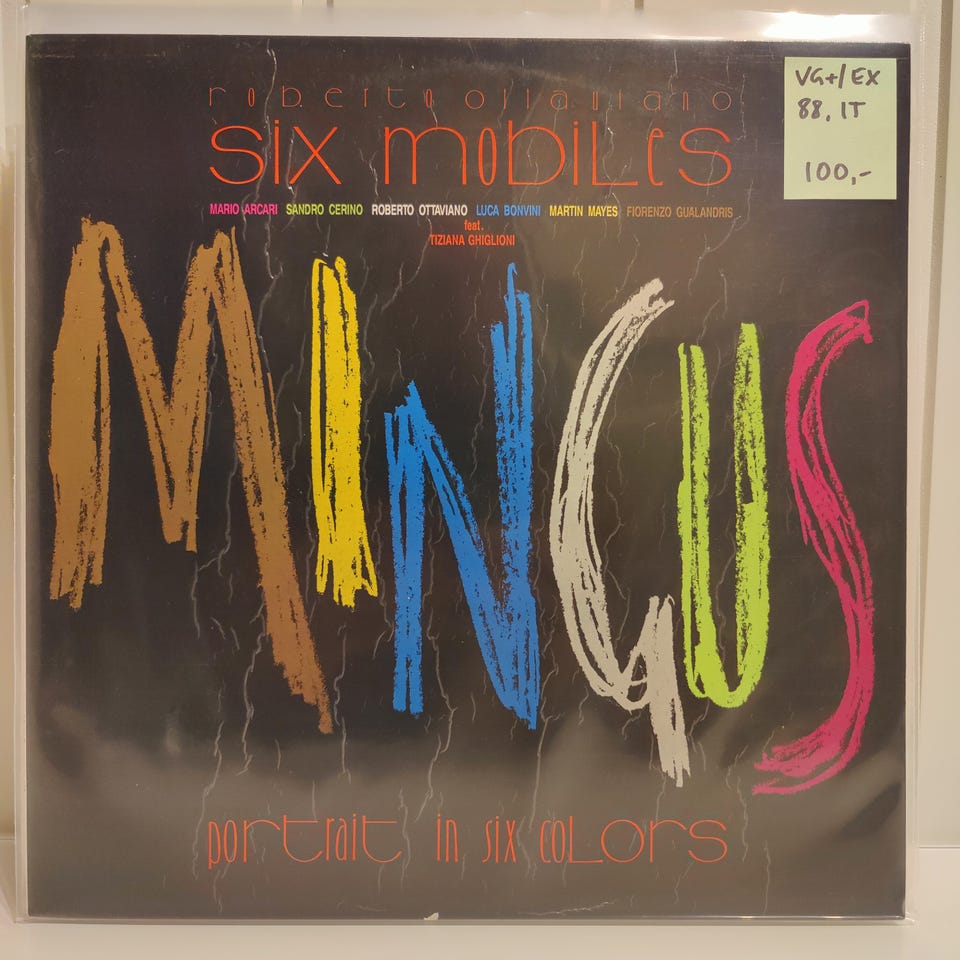 roberto ottaviano
six mobiles
MARIO ARCARI SANDRO CERINO ROBERTO OTTAVIANO LUCA BONVINI MARTIN MAYES FIORENZO GUALANDRIS
feat.
TIZIANA GHIGLIONI
MINGUS
portrait in six colors
VG+/EX
88, IT
100,-